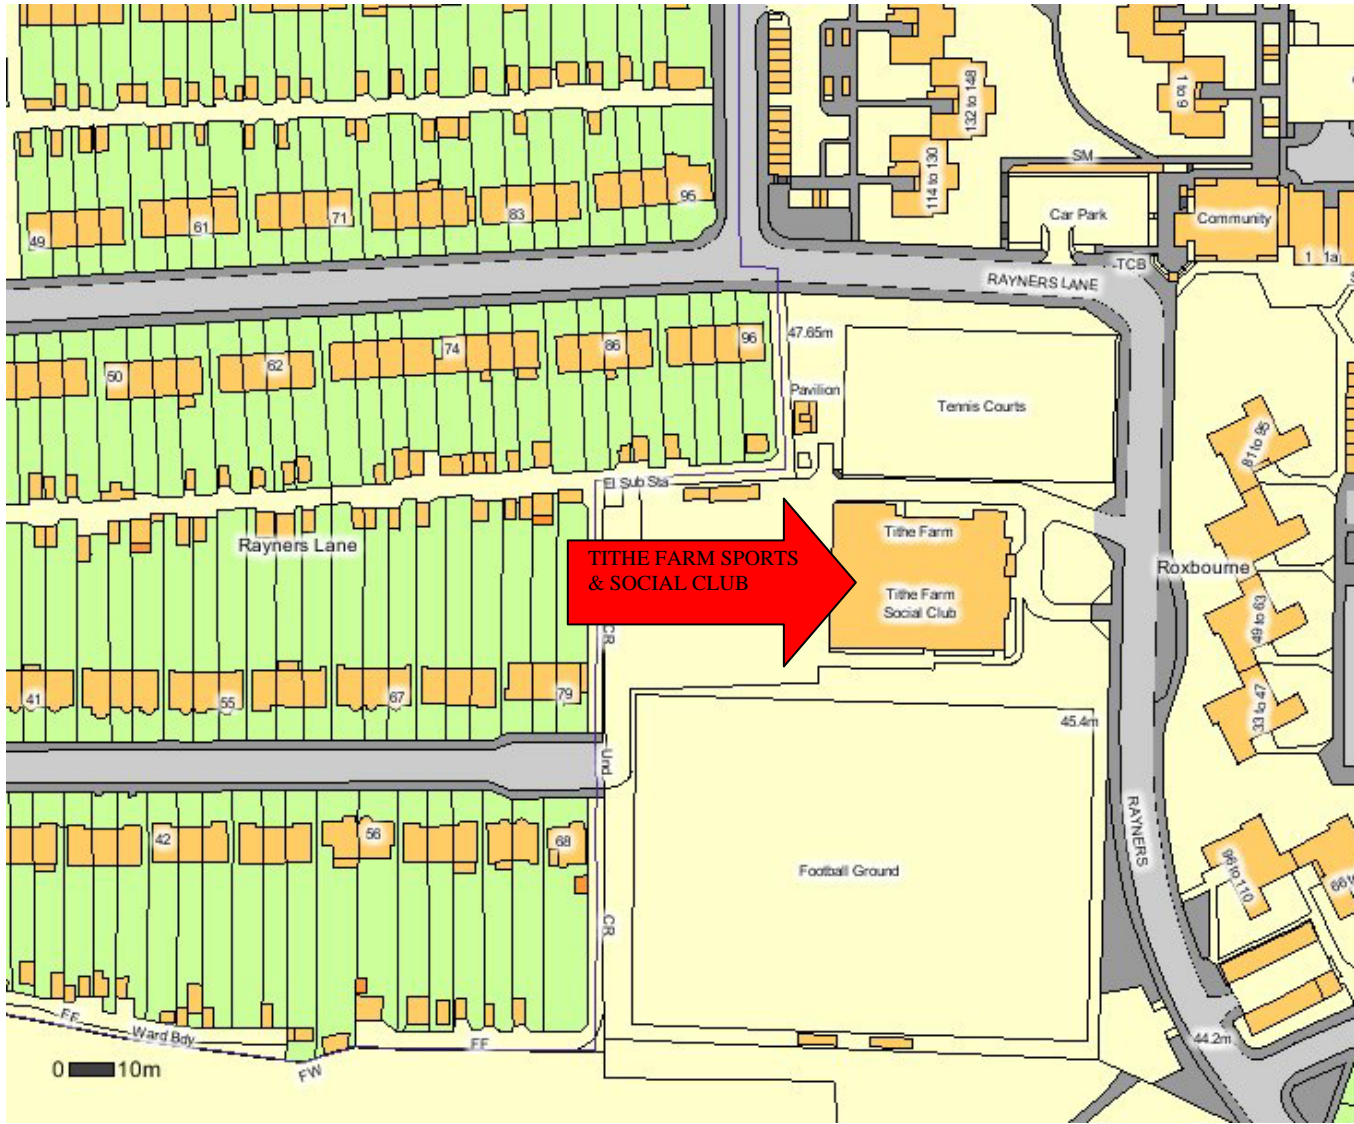 132 to 148
1 to 9
114 to 130
SM
Car Park
Community
1
1a
49
61
71
83
95
TCB
RAYNERS LANE
47.65m
50
62
74
86
96
Pavilion
Tennis Courts
81 to 95
El Sub Sta
Rayners Lane
TITHE FARM SPORTS
& SOCIAL CLUB
Tithe Farm
Tithe Farm
Social Club
Roxbourne
49 to 63
CR
41
55
67
79
33 to 47
45.4m
Und
RAYNERS
42
56
68
Football Ground
96 to 110
CR
FF
Ward Bdy
FF
FW
44.2m
0 10m